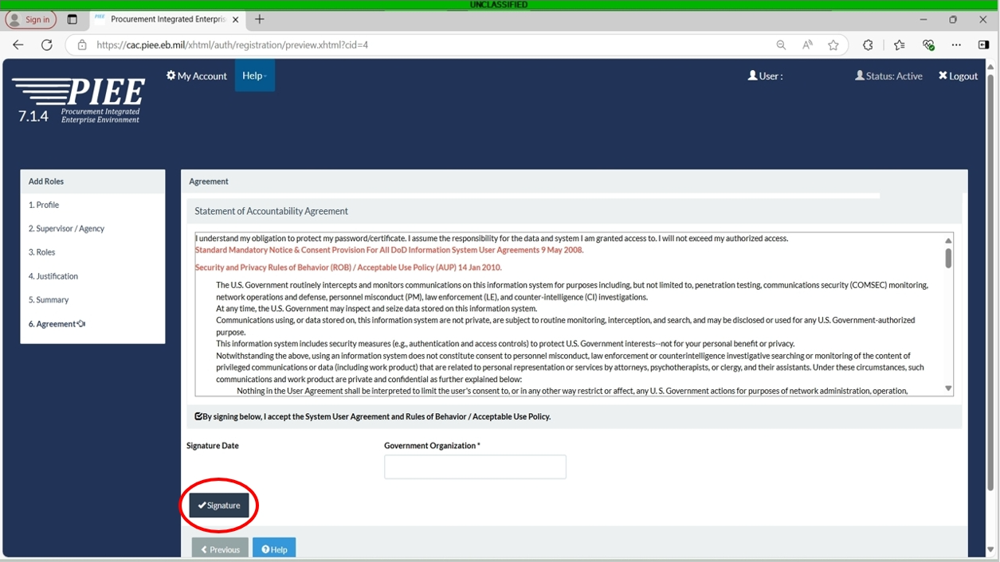 UNCLASSIFIED
Sign in
PIEE
Procurement Integrated Enterpris
https://cac.piee.eb.mil/xhtml/auth/registration/preview.xhtml?cid=4
PIEE
7.1.4
Procurement Integrated
Enterprise Environment
My Account
Help
User :
Status: Active
Logout
Add Roles
1. Profile
2. Supervisor / Agency
3. Roles
4. Justification
5. Summary
6. Agreement
Agreement
Statement of Accountability Agreement
I understand my obligation to protect my password/certificate. I assume the responsibility for the data and system I am granted access to. I will not exceed my authorized access.
Standard Mandatory Notice & Consent Provision For All DoD Information System User Agreements 9 May 2008.
Security and Privacy Rules of Behavior (ROB) / Acceptable Use Policy (AUP) 14 Jan 2010.
The U.S. Government routinely intercepts and monitors communications on this information system for purposes including, but not limited to, penetration testing, communications security (COMSEC) monitoring,
network operations and defense, personnel misconduct (PM), law enforcement (LE), and counter-intelligence (CI) investigations.
At any time, the U.S. Government may inspect and seize data stored on this information system.
Communications using, or data stored on, this information system are not private, are subject to routine monitoring, interception, and search, and may be disclosed or used for any U.S. Government-authorized
purpose.
This information system includes security measures (e.g., authentication and access controls) to protect U.S. Government interests--not for your personal benefit or privacy.
Notwithstanding the above, using an information system does not constitute consent to personnel misconduct, law enforcement or counterintelligence investigative searching or monitoring of the content of
privileged communications or data (including work product) that are related to personal representation or services by attorneys, psychotherapists, or clergy, and their assistants. Under these circumstances, such
communications and work product are private and confidential as further explained below:
Nothing in the User Agreement shall be interpreted to limit the user's consent to, or in any other way restrict or affect, any U. S. Government actions for purposes of network administration, operation,
By signing below, I accept the System User Agreement and Rules of Behavior / Acceptable Use Policy.
Signature Date
Government Organization *
Signature
Previous
Help